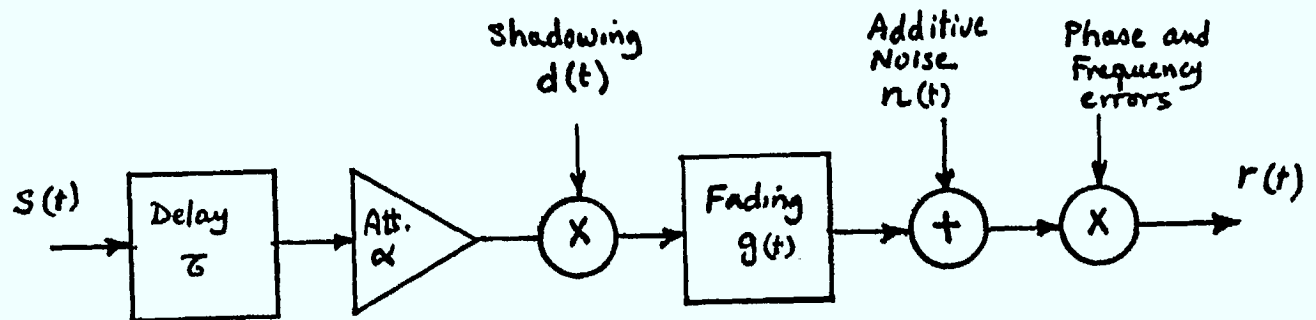 Shadowing
d(t)
Additive
Noise
n(t)
Phase and
Frequency
errors
S(t)
Delay
τ
Att.
α
X
Fading
g(t)
+
X
r(t)